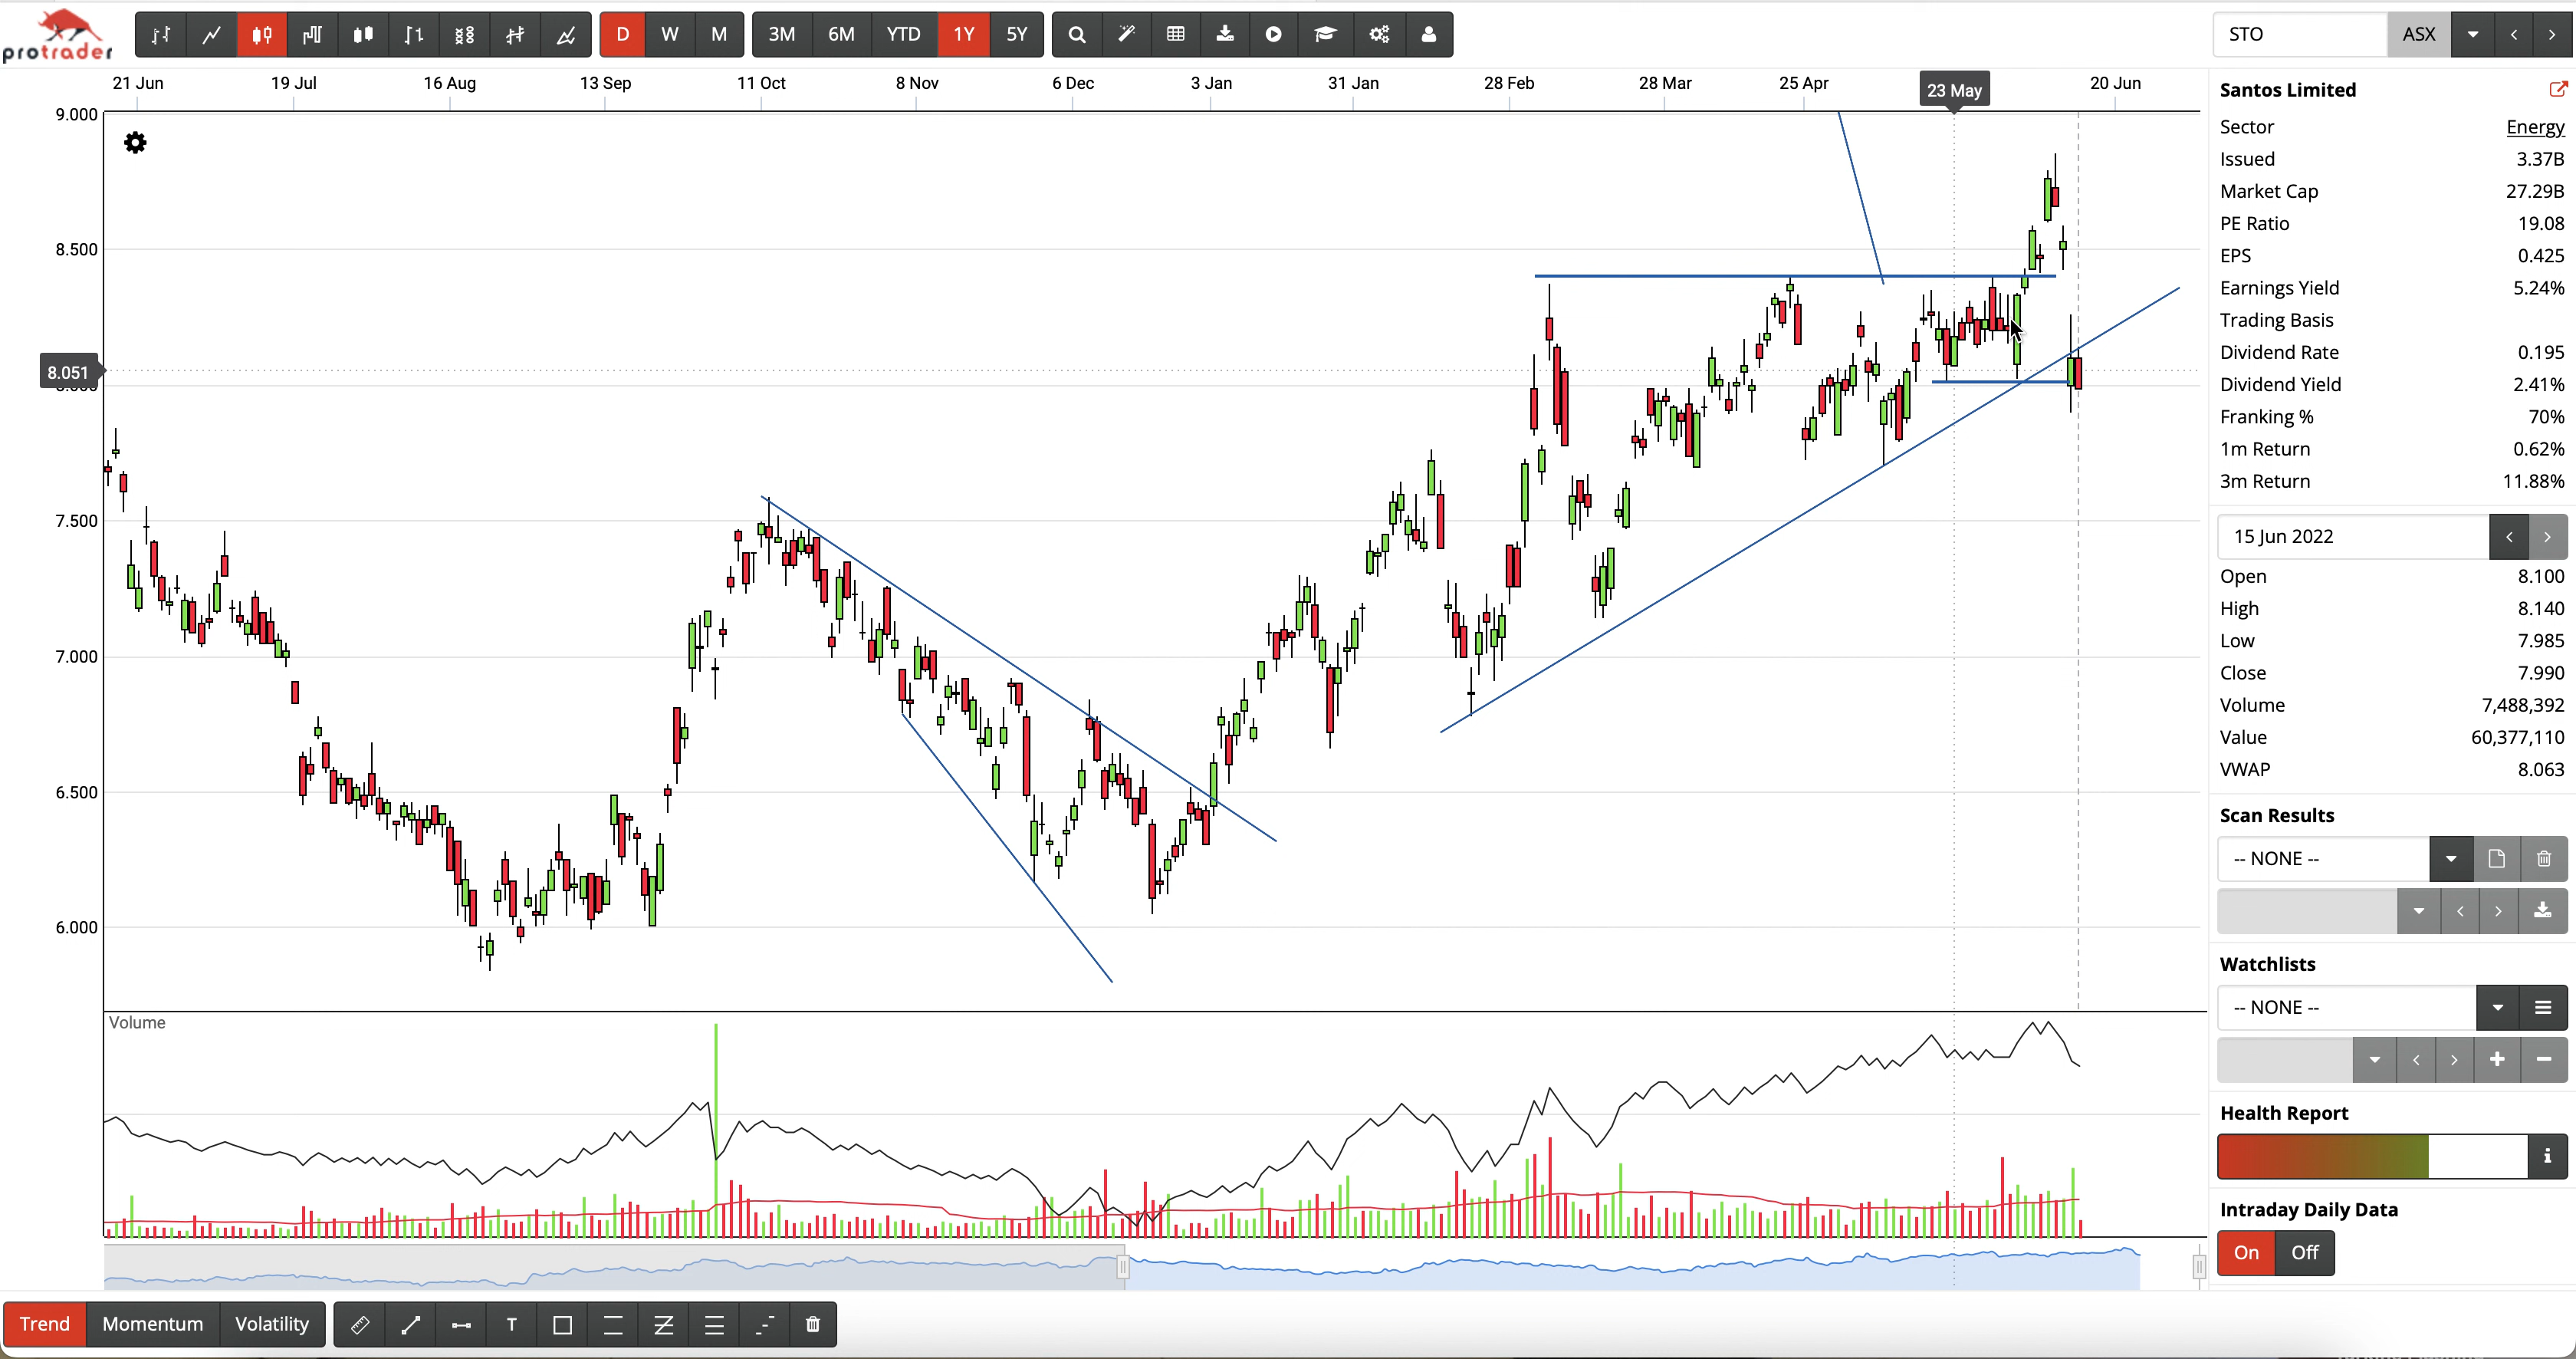 protrader
D W M
3M 6M YTD 1Y 5Y
STO
ASX
21 Jun 19 Jul 16 Aug 13 Sep 11 Oct 8 Nov 6 Dec 3 Jan 31 Jan 28 Feb 28 Mar 25 Apr 23 May 20 Jun
9.000
8.500
8.051
7.500
7.000
6.500
6.000
Volume
Santos Limited
Sector Energy
Issued 3.37B
Market Cap 27.29B
PE Ratio 19.08
EPS 0.425
Earnings Yield 5.24%
Trading Basis
Dividend Rate 0.195
Dividend Yield 2.41%
Franking % 70%
1m Return 0.62%
3m Return 11.88%
15 Jun 2022
Open 8.100
High 8.140
Low 7.985
Close 7.990
Volume 7,488,392
Value 60,377,110
VWAP 8.063
Scan Results
-- NONE --
Watchlists
-- NONE --
Health Report
Intraday Daily Data
On Off
Trend Momentum Volatility
T